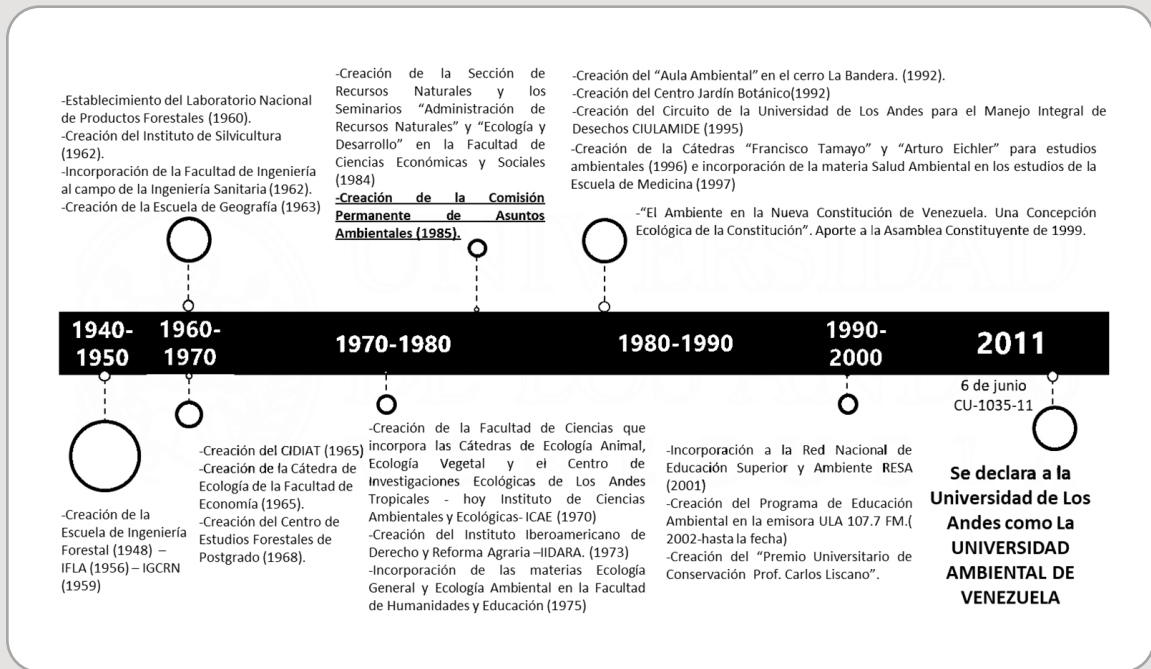 -Establecimiento del Laboratorio Nacional
de Productos Forestales (1960).
-Creación del Instituto de Silvicultura
(1962).
-Incorporación de la Facultad de Ingeniería
al campo de la Ingeniería Sanitaria (1962).
-Creación de la Escuela de Geografía (1963)
-Creación de la Sección de
Recursos Naturales y los
Seminarios “Administración de
Recursos Naturales” y “Ecología y
Desarrollo” en la Facultad de
Ciencias Económicas y Sociales
(1984)
-Creación de la Comisión
Permanente de Asuntos
Ambientales (1985).
-Creación del “Aula Ambiental” en el cerro La Bandera. (1992).
-Creación del Centro Jardín Botánico(1992)
-Creación del Circuito de la Universidad de Los Andes para el Manejo Integral de
Desechos CIULAMIDE (1995)
-Creación de la Cátedras “Francisco Tamayo” y “Arturo Eichler” para estudios
ambientales (1996) e incorporación de la materia Salud Ambiental en los estudios de la
Escuela de Medicina (1997)
-“El Ambiente en la Nueva Constitución de Venezuela. Una Concepción
Ecológica de la Constitución”. Aporte a la Asamblea Constituyente de 1999.
UNIVERSIDAD
DE LOS ANDES
1940-
1950
1960-
1970
1970-1980
1980-1990
1990-
2000
2011
-Creación de la
Escuela de Ingeniería
Forestal (1948) –
IFLA (1956) – IGCRN
(1959)
-Creación del CIDIAT (1965)
-Creación de la Cátedra de
Ecología de la Facultad de
Economía (1965).
-Creación del Centro de
Estudios Forestales de
Postgrado (1968).
-Creación de la Facultad de Ciencias que
incorpora las Cátedras de Ecología Animal,
Ecología Vegetal y el Centro de
Investigaciones Ecológicas de Los Andes
Tropicales - hoy Instituto de Ciencias
Ambientales y Ecológicas- ICAE (1970)
-Creación del Instituto Iberoamericano de
Derecho y Reforma Agraria –IIDARA. (1973)
-Incorporación de las materias Ecología
General y Ecología Ambiental en la Facultad
de Humanidades y Educación (1975)
-Incorporación a la Red Nacional de
Educación Superior y Ambiente RESA
(2001)
-Creación del Programa de Educación
Ambiental en la emisora ULA 107.7 FM.(
2002-hasta la fecha)
-Creación del “Premio Universitario de
Conservación Prof. Carlos Liscano”.
6 de junio
CU-1035-11
Se declara a la
Universidad de Los
Andes como La
UNIVERSIDAD
AMBIENTAL DE
VENEZUELA